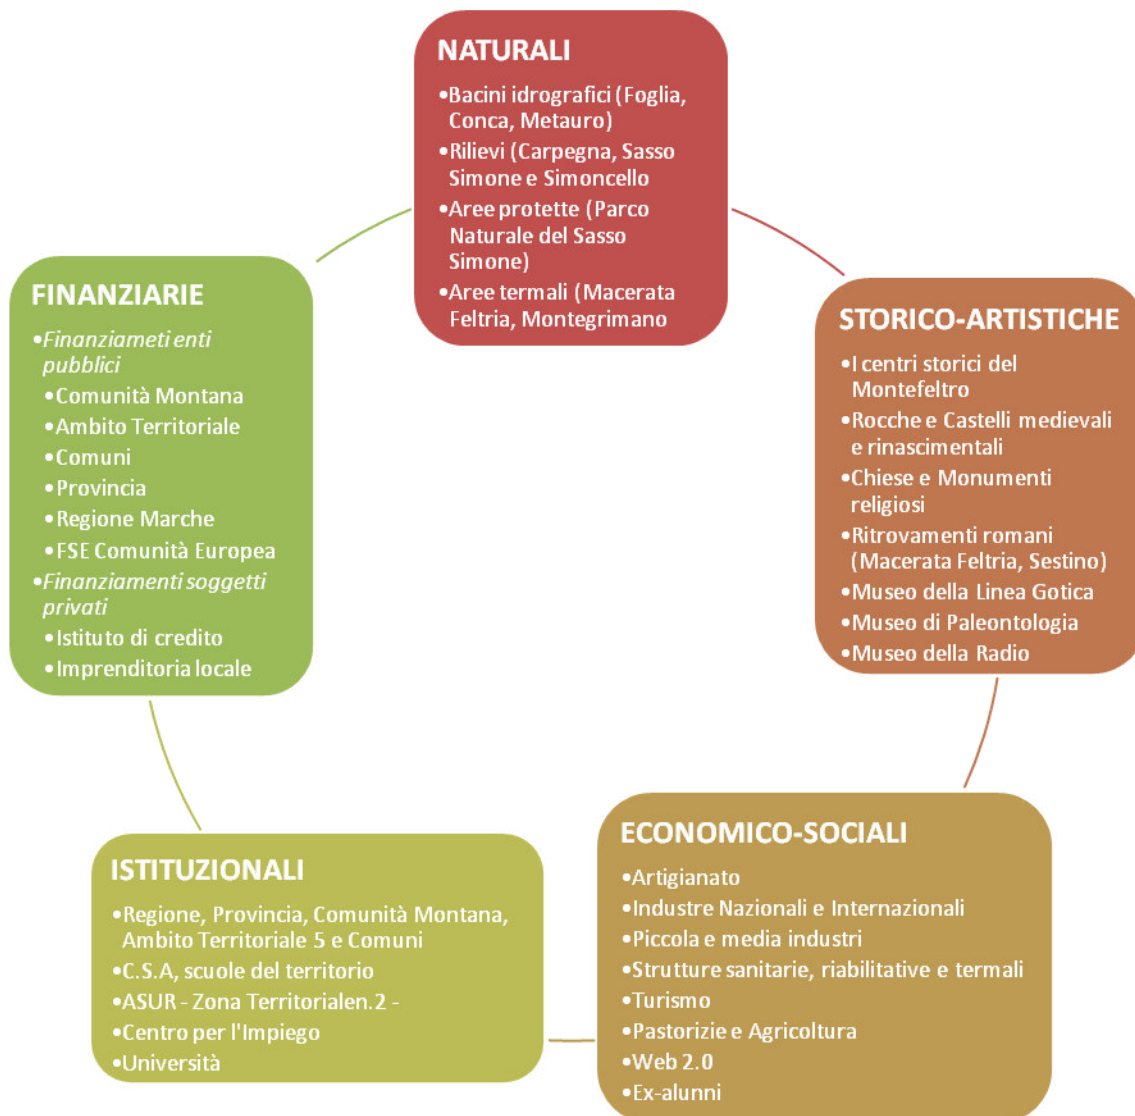 NATURALI
•Bacini idrografici (Foglia,
Conca, Metauro)
•Rilievi (Carpegna, Sasso
Simone e Simoncello
•Aree protette (Parco
Naturale del Sasso
Simone)
•Aree termali (Macerata
Feltria, Montegrimano
STORICO-ARTISTICHE
•I centri storici del
Montefeltro
•Rocche e Castelli medievali
e rinascimentali
•Chiese e Monumenti
religiosi
•Ritrovamenti romani
(Macerata Feltria, Sestino)
•Museo della Linea Gotica
•Museo di Paleontologia
•Museo della Radio
ECONOMICO-SOCIALI
•Artigianato
•Industre Nazionali e Internazionali
•Piccola e media industri
•Strutture sanitarie, riabilitative e termali
•Turismo
•Pastorizie e Agricoltura
•Web 2.0
•Ex-alunni
ISTITUZIONALI
•Regione, Provincia, Comunità Montana,
Ambito Territoriale 5 e Comuni
•C.S.A, scuole del territorio
•ASUR - Zona Territorialen.2 -
•Centro per l'Impiego
•Università
FINANZIARIE
•Finanziameti enti
pubblici
•Comunità Montana
•Ambito Territoriale
•Comuni
•Provincia
•Regione Marche
•FSE Comunità Europea
•Finanziamenti soggetti
privati
•Istituto di credito
•Imprenditoria locale